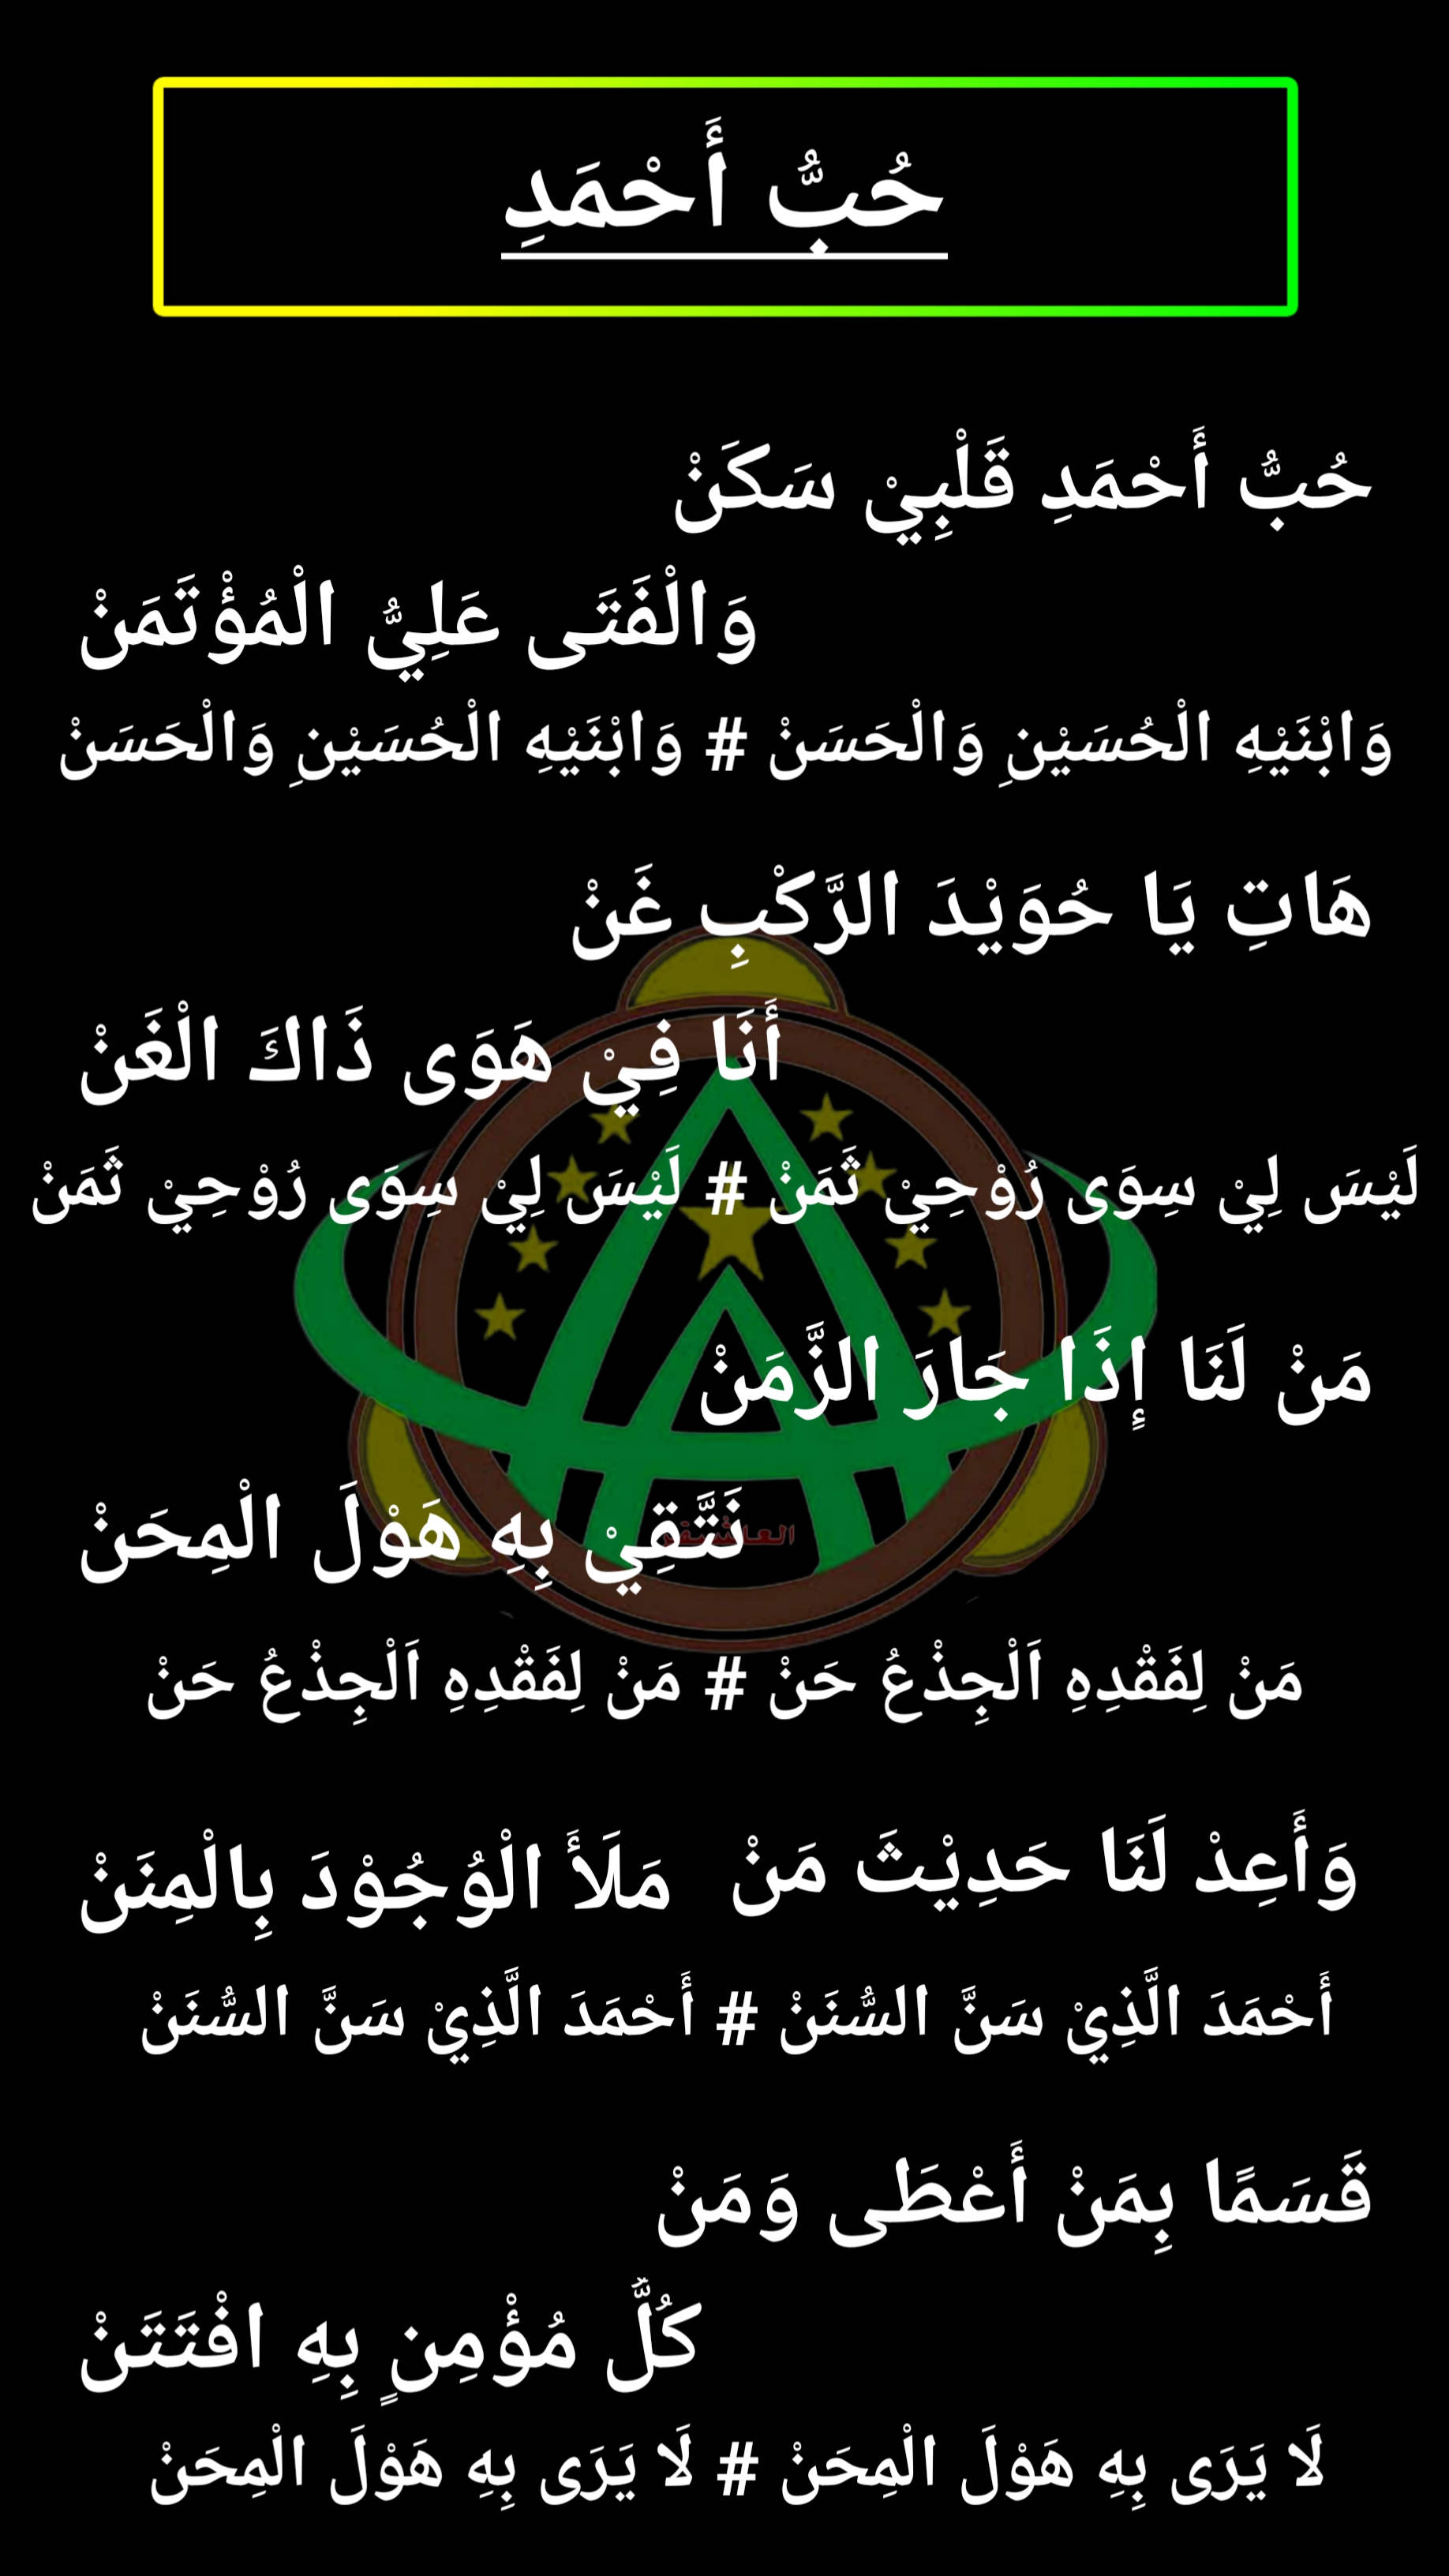 حُبُّ أَحْمَدِ
حُبُّ أَحْمَدِ قَلْبِيْ سَكَنْ
وَالْفَتَى عَلِيُّ الْمُؤْتَمَنْ
وَابْنَيْهِ الْحُسَيْنِ وَالْحَسَنْ # وَابْنَيْهِ الْحُسَيْنِ وَالْحَسَنْ
هَاتِ يَا حُوَيْدَ الرَّكْبِ غَنْ
أَنَا فِيْ هَوَى ذَاكَ الْغَنْ
لَيْسَ لِيْ سِوَى رُوْحِيْ ثَمَنْ # لَيْسَ لِيْ سِوَى رُوْحِيْ ثَمَنْ
مَنْ لَنَا إِذَا جَارَ الزَّمَنْ
نَتَّقِيْ بِهِ هَوْلَ الْمِحَنْ
مَنْ لِفَقْدِهِ اَلْجِذْعُ حَنْ # مَنْ لِفَقْدِهِ اَلْجِذْعُ حَنْ
وَأَعِدْ لَنَا حَدِيْثَ مَنْ مَلَأَ الْوُجُوْدَ بِالْمِنَنْ
أَحْمَدَ الَّذِيْ سَنَّ السُّنَنْ # أَحْمَدَ الَّذِيْ سَنَّ السُّنَنْ
قَسَمًا بِمَنْ أَعْطَى وَمَنْ
كُلُّ مُؤْمِنٍ بِهِ افْتَتَنْ
لَا يَرَى بِهِ هَوْلَ الْمِحَنْ # لَا يَرَى بِهِ هَوْلَ الْمِحَنْ